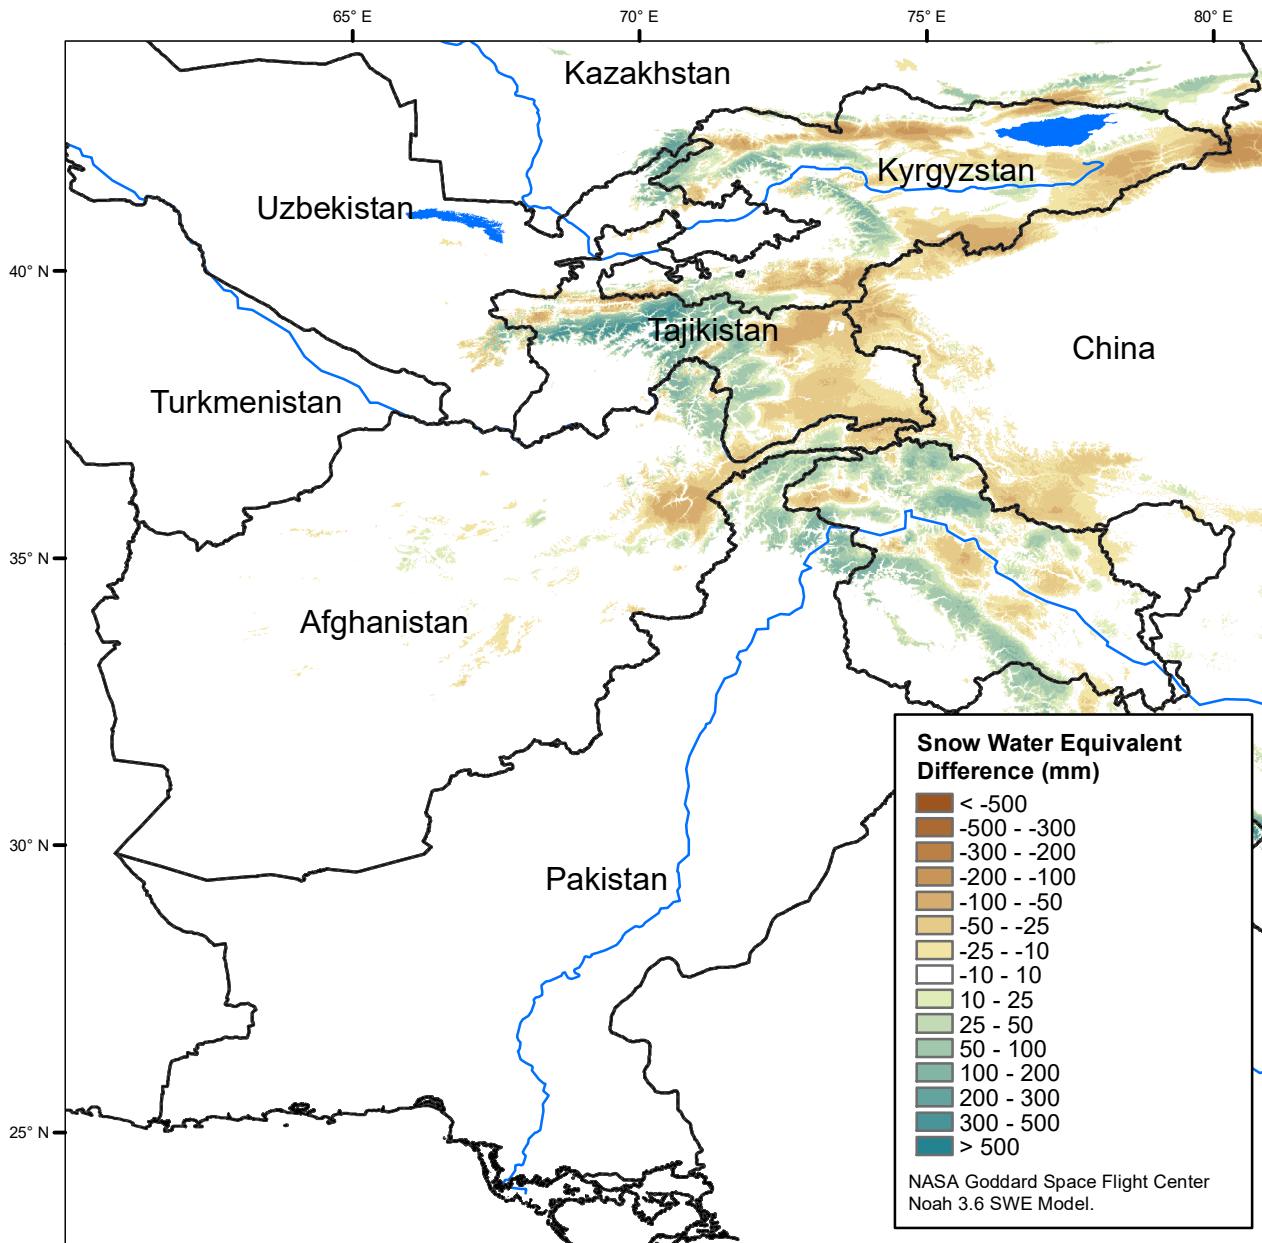 65° E
70° E
75° E
80° E
Kazakhstan
Kyrgyzstan
Uzbekistan
40° N
Tajikistan
China
Turkmenistan
35° N
Afghanistan
Snow Water Equivalent
Difference (mm)
< -500
-500 - -300
-300 - -200
-200 - -100
-100 - -50
-50 - -25
-25 - -10
-10 - 10
10 - 25
25 - 50
50 - 100
100 - 200
200 - 300
300 - 500
> 500
30° N
Pakistan
25° N
NASA Goddard Space Flight Center
Noah 3.6 SWE Model.